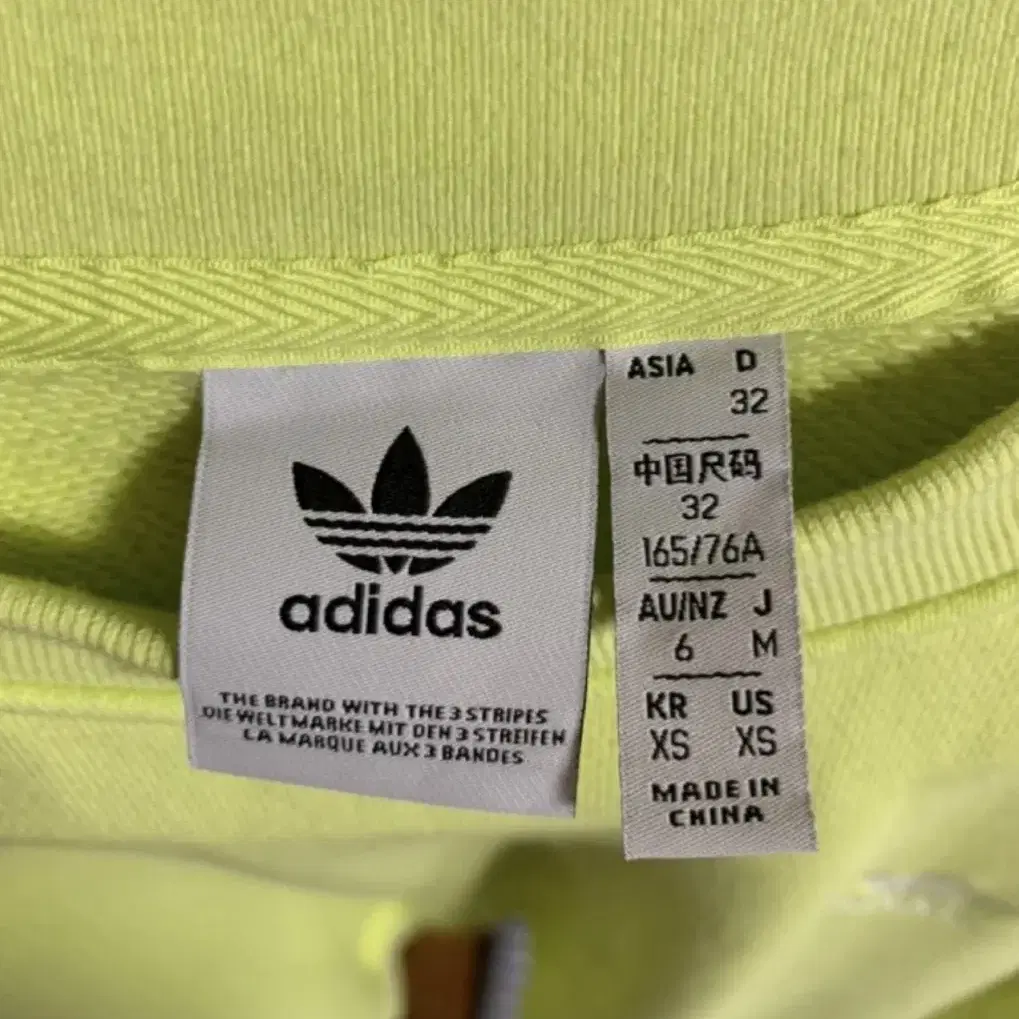 adidas
THE BRAND WITH THE 3 STRIPES
DIE WELTMARKE MIT DEN 3 STREIFEN
LA MARQUE AUX 3 BANDES
ASIA D
32
中国尺码
32
165/76A
AU/NZ J
6 M
KR US
XS XS
MADE IN
CHINA